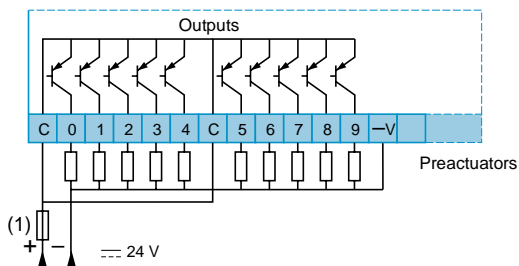 Outputs
C 0 1 2 3 4 C 5 6 7 8 9 —V
Preactuators
(1)
+ − 24 V